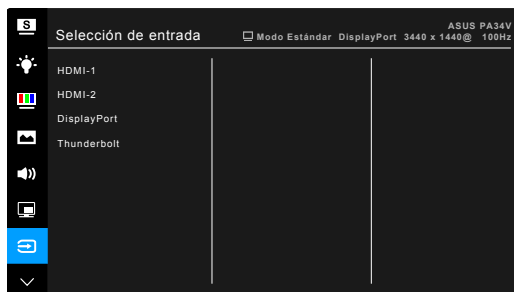 S
ASUS PA34V
Selección de entrada
Modo Estándar DisplayPort 3440 x 1440@ 100Hz
HDMI-1
HDMI-2
DisplayPort
Thunderbolt